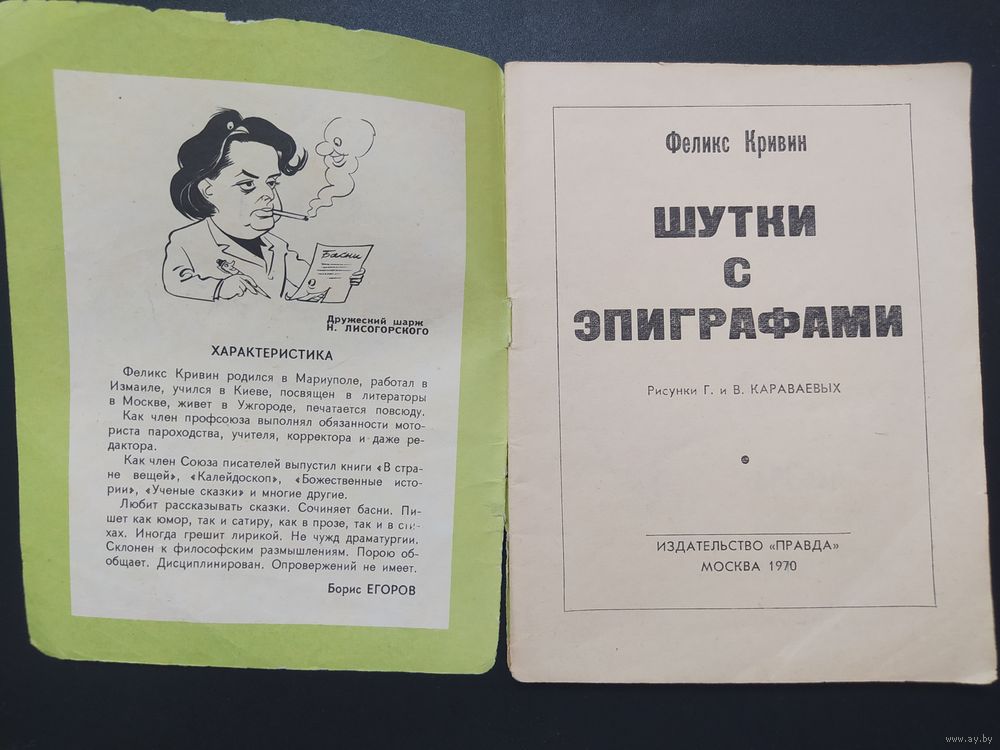 Басни
Дружеский шарж
Н. ЛИСОГОРСКОГО
ХАРАКТЕРИСТИКА
Феликс Кривин родился в Мариуполе, работал в
Измаиле, учился в Киеве, посвящен в литераторы
в Москве, живет в Ужгороде, печатается повсюду.
Как член профсоюза выполнял обязанности мото-
риста пароходства, учителя, корректора и даже ре-
дактора.
Как член Союза писателей выпустил книги «В стра-
не вещей», «Калейдоскоп», «Божественные исто-
рии», «Ученые сказки» и многие другие.
Любит рассказывать сказки. Сочиняет басни. Пи-
шет как юмор, так и сатиру, как в прозе, так и в сти-
хах. Иногда грешит лирикой. Не чужд драматургии.
Склонен к философским размышлениям. Порою об-
общает. Дисциплинирован. Опровержений не имеет.
Борис ЕГОРОВ
Феликс Кривин
ШУТКИ
С
ЭПИГРАФАМИ
Рисунки Г. и В. КАРАВАЕВЫХ
ИЗДАТЕЛЬСТВО «ПРАВДА»
МОСКВА 1970
www.ay.by